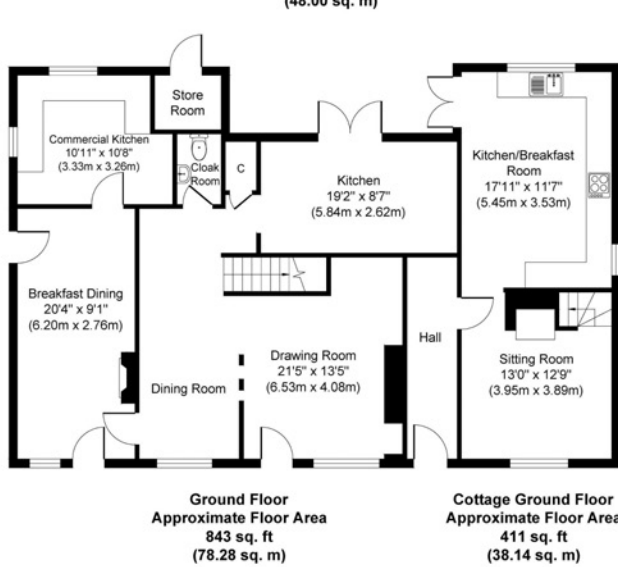 (48.00 sq. m)
Store
Room
Commercial Kitchen
10'11" x 10'8"
(3.33m x 3.26m)
Cloak
Room
C
Kitchen
19'2" x 8'7"
(5.84m x 2.62m)
Kitchen/Breakfast
Room
17'11" x 11'7"
(5.45m x 3.53m)
Breakfast Dining
20'4" x 9'1"
(6.20m x 2.76m)
Dining Room
Drawing Room
21'5" x 13'5"
(6.53m x 4.08m)
Hall
Sitting Room
13'0" x 12'9"
(3.95m x 3.89m)
Ground Floor
Approximate Floor Area
843 sq. ft
(78.28 sq. m)
Cottage Ground Floor
Approximate Floor Area
411 sq. ft
(38.14 sq. m)